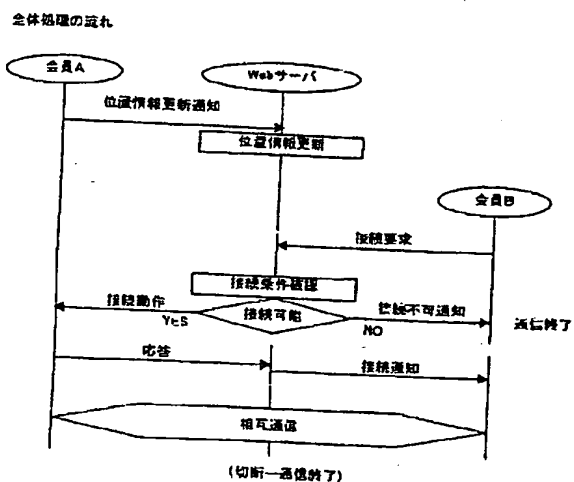 全体処理の流れ
会員A
Webサーバ
位置情報更新通知
位置情報更新
会員B
接続要求
接続条件確認
接続動作
接続可能
接続不可通知
通信終了
YES
NO
応答
接続通知
相互通信
(切断―通信終了)